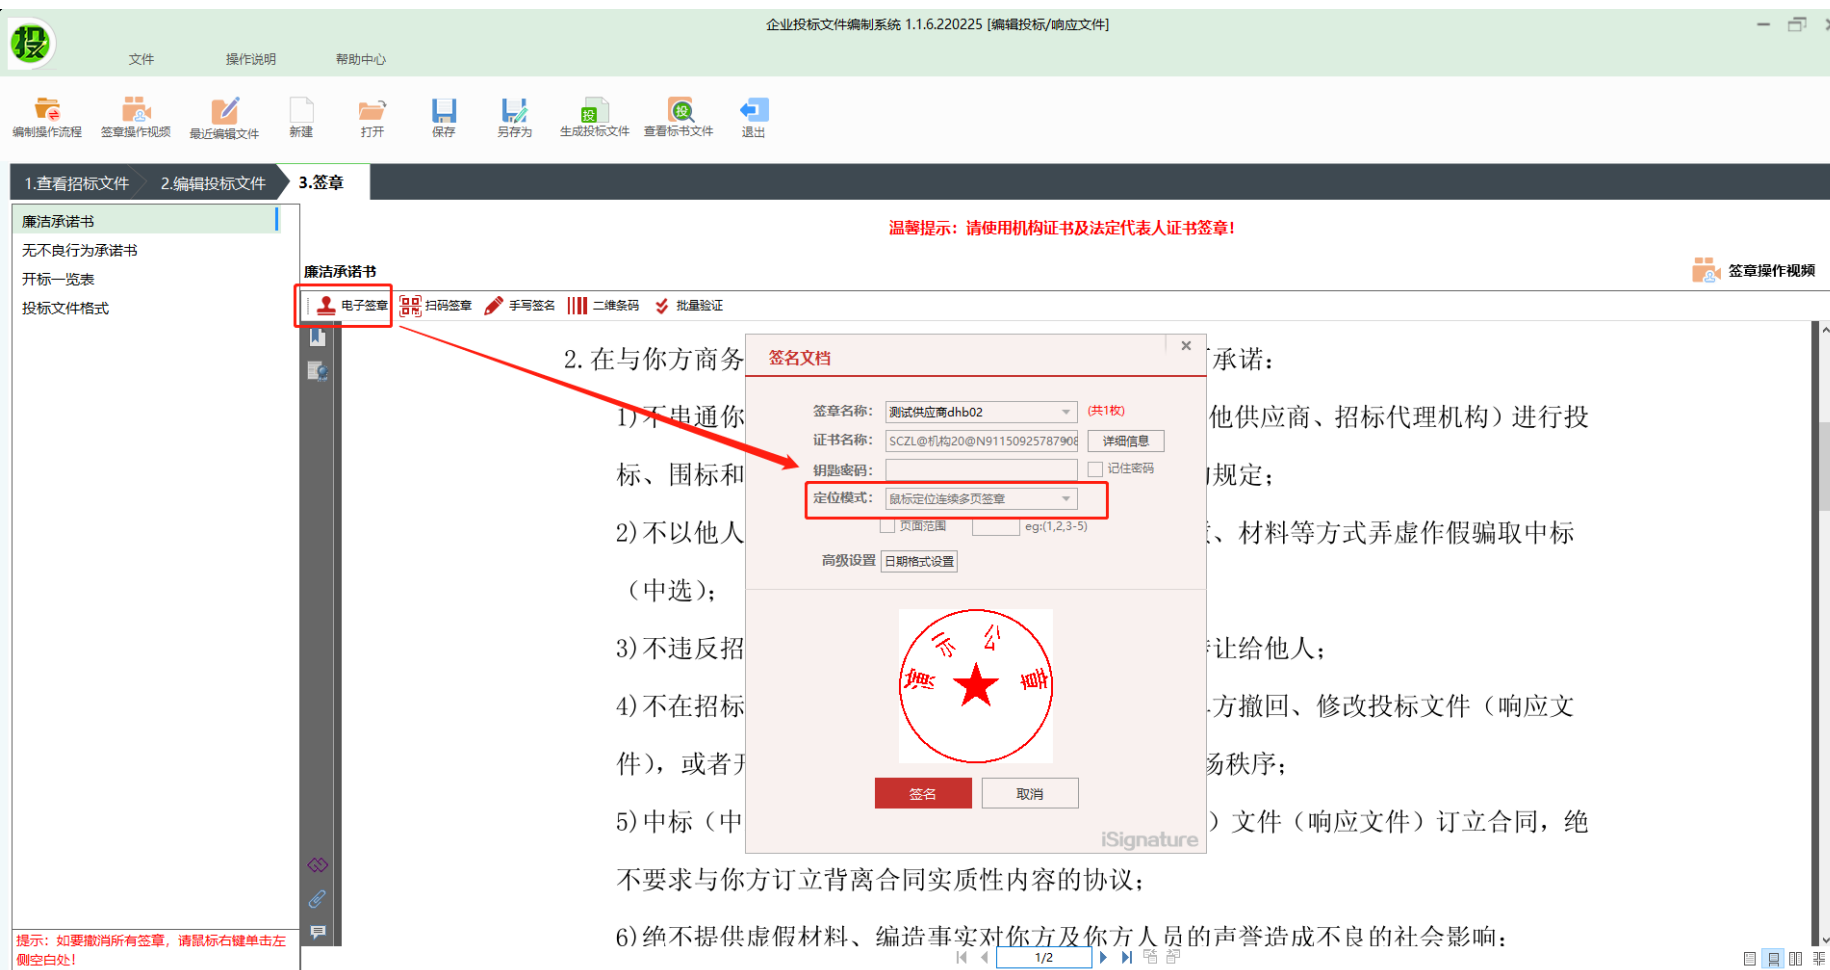 企业投标文件编制系统 1.1.6.220225 [编辑投标/响应文件]
投
文件 操作说明 帮助中心
编制操作流程 签章操作视频 最近编辑文件 新建 打开 保存 另存为 生成投标文件 查看标书文件 退出
1.查看招标文件 2.编辑投标文件 3.签章
廉洁承诺书
无不良行为承诺书
开标一览表
投标文件格式
温馨提示：请使用机构证书及法定代表人证书签章！
廉洁承诺书
签章操作视频
电子签章 扫码签章 手写签名 二维条码 批量验证
2.在与你方商务
承诺：
1)不串通你
他供应商、招标代理机构）进行投
标、围标和
规定；
2)不以他人
、材料等方式弄虚作假骗取中标
（中选）；
3)不违反招
让给他人；
4)不在招标
方撤回、修改投标文件（响应文
件），或者
秩序；
5)中标（中
）文件（响应文件）订立合同，绝
不要求与你方订立背离合同实质性内容的协议；
6)绝不提供虚假材料、编造事实对你方及你方人员的声誉造成不良的社会影响；
签名文档
签章名称： 测试供应商dhb02 (共1枚)
证书名称： SCZL@机构20@N9115092578790 详细信息
钥匙密码： 记住密码
定位模式： 鼠标定位连续多页签章
页面范围 eg:(1,2,3-5)
高级设置 日期格式设置
演示公章
签名 取消
iSignature
提示：如要撤消所有签章，请鼠标右键单击左
侧空白处！
1/2